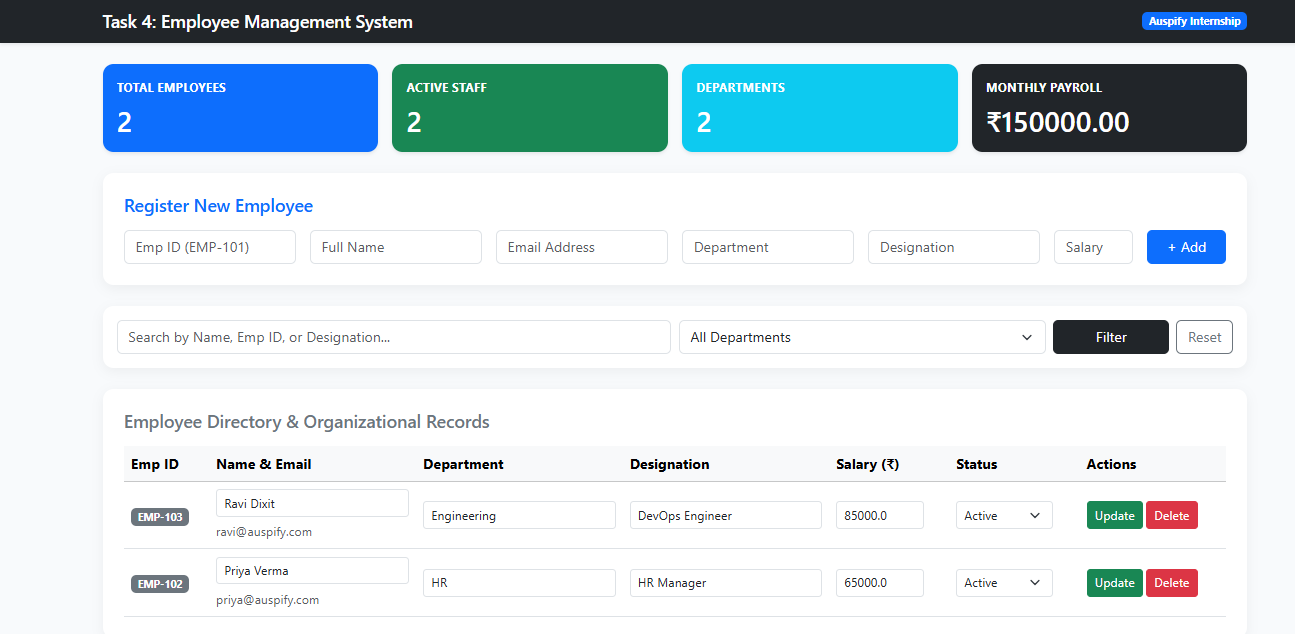 Task 4: Employee Management System
Auspify Internship
TOTAL EMPLOYEES
2
ACTIVE STAFF
2
DEPARTMENTS
2
MONTHLY PAYROLL
₹150000.00
Register New Employee
Emp ID (EMP-101)
Full Name
Email Address
Department
Designation
Salary
+ Add
Search by Name, Emp ID, or Designation...
All Departments
Filter
Reset
Employee Directory & Organizational Records
Emp ID Name & Email Department Designation Salary (₹) Status Actions
EMP-103
Ravi Dixit
ravi@auspify.com
Engineering
DevOps Engineer
85000.0
Active
Update
Delete
EMP-102
Priya Verma
priya@auspify.com
HR
HR Manager
65000.0
Active
Update
Delete